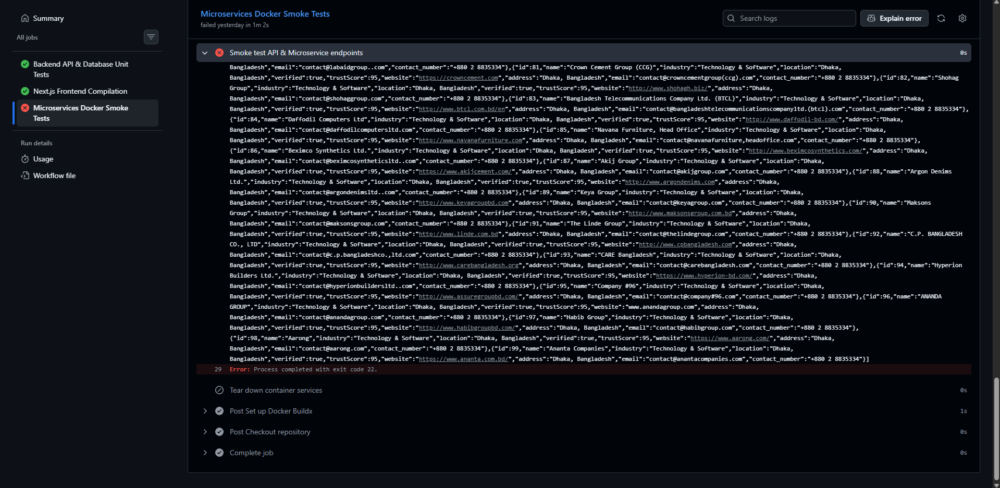 Summary
All jobs
Backend API & Database Unit
Tests
Next.js Frontend Compilation
Microservices Docker Smoke
Tests
Run details
Usage
Workflow file
Microservices Docker Smoke Tests
failed yesterday in 1m 2s
Search logs
Explain error
Smoke test API & Microservice endpoints
0s
Bangladesh","email":"contact@labaidgroup..com","contact_number":"+880 2 8835334"},{"id":81,"name":"Crown Cement Group (CCG)","industry":"Technology & Software","location":"Dhaka,
Bangladesh","verified":true,"trustScore":95,"website":"https://crowncement.com","address":"Dhaka, Bangladesh","email":"contact@crowncementgroup(ccg).com","contact_number":"+880 2 8835334"},{"id":82,"name":"Shohag
Group","industry":"Technology & Software","location":"Dhaka, Bangladesh","verified":true,"trustScore":95,"website":"http://www.shohagh.biz/","address":"Dhaka,
Bangladesh","email":"contact@shohaggroup.com","contact_number":"+880 2 8835334"},{"id":83,"name":"Bangladesh Telecommunications Company Ltd. (BTCL)","industry":"Technology & Software","location":"Dhaka,
Bangladesh","verified":true,"trustScore":95,"website":"http://www.btcl.com.bd/en","address":"Dhaka, Bangladesh","email":"contact@bangladeshtelecommunicationscompanyltd.(btcl).com","contact_number":"+880 2 8835334"},
{"id":84,"name":"Daffodil Computers Ltd","industry":"Technology & Software","location":"Dhaka, Bangladesh","verified":true,"trustScore":95,"website":"http://www.daffodil-bd.com/","address":"Dhaka,
Bangladesh","email":"contact@daffodilcomputersltd.com","contact_number":"+880 2 8835334"},{"id":85,"name":"Navana Furniture, Head Office","industry":"Technology & Software","location":"Dhaka,
Bangladesh","verified":true,"trustScore":95,"website":"http://www.navanafurniture.com","address":"Dhaka, Bangladesh","email":"contact@navanafurniture,headoffice.com","contact_number":"+880 2 8835334"},
{"id":86,"name":"Beximco Synthetics Ltd.","industry":"Technology & Software","location":"Dhaka, Bangladesh","verified":true,"trustScore":95,"website":"http://www.beximcosynthetics.com/","address":"Dhaka,
Bangladesh","email":"contact@beximcosyntheticsltd..com","contact_number":"+880 2 8835334"},{"id":87,"name":"Akij Group","industry":"Technology & Software","location":"Dhaka,
Bangladesh","verified":true,"trustScore":95,"website":"https://www.akijcement.com/","address":"Dhaka, Bangladesh","email":"contact@akijgroup.com","contact_number":"+880 2 8835334"},{"id":88,"name":"Argon Denims
Ltd.","industry":"Technology & Software","location":"Dhaka, Bangladesh","verified":true,"trustScore":95,"website":"http://www.argondenims.com","address":"Dhaka,
Bangladesh","email":"contact@argondenimsltd..com","contact_number":"+880 2 8835334"},{"id":89,"name":"Keya Group","industry":"Technology & Software","location":"Dhaka,
Bangladesh","verified":true,"trustScore":95,"website":"http://www.keyagroupbd.com","address":"Dhaka, Bangladesh","email":"contact@keyagroup.com","contact_number":"+880 2 8835334"},{"id":90,"name":"Maksons
Group","industry":"Technology & Software","location":"Dhaka, Bangladesh","verified":true,"trustScore":95,"website":"http://www.maksonsgroup.com.bd","address":"Dhaka,
Bangladesh","email":"contact@maksonsgroup.com","contact_number":"+880 2 8835334"},{"id":91,"name":"The Linde Group","industry":"Technology & Software","location":"Dhaka,
Bangladesh","verified":true,"trustScore":95,"website":"http://www.linde.com.bd","address":"Dhaka, Bangladesh","email":"contact@thelindegroup.com","contact_number":"+880 2 8835334"},{"id":92,"name":"C.P. BANGLADESH
CO., LTD","industry":"Technology & Software","location":"Dhaka, Bangladesh","verified":true,"trustScore":95,"website":"http://www.cpbangladesh.com","address":"Dhaka,
Bangladesh","email":"contact@c.p.bangladeshco.,ltd.com","contact_number":"+880 2 8835334"},{"id":93,"name":"CARE Bangladesh","industry":"Technology & Software","location":"Dhaka,
Bangladesh","verified":true,"trustScore":95,"website":"http://www.carebangladesh.org","address":"Dhaka, Bangladesh","email":"contact@carebangladesh.com","contact_number":"+880 2 8835334"},{"id":94,"name":"Hyperion
Builders Ltd.","industry":"Technology & Software","location":"Dhaka, Bangladesh","verified":true,"trustScore":95,"website":"https://www.hyperion-bd.com/","address":"Dhaka,
Bangladesh","email":"contact@hyperionbuildersltd..com","contact_number":"+880 2 8835334"},{"id":95,"name":"Company #96","industry":"Technology & Software","location":"Dhaka,
Bangladesh","verified":true,"trustScore":95,"website":"http://www.assuregroupbd.com/","address":"Dhaka, Bangladesh","email":"contact@company#96.com","contact_number":"+880 2 8835334"},{"id":96,"name":"ANANDA
GROUP","industry":"Technology & Software","location":"Dhaka, Bangladesh","verified":true,"trustScore":95,"website":"www.anandagroup.com","address":"Dhaka,
Bangladesh","email":"contact@anandagroup.com","contact_number":"+880 2 8835334"},{"id":97,"name":"Habib Group","industry":"Technology & Software","location":"Dhaka,
Bangladesh","verified":true,"trustScore":95,"website":"http://www.habibgroupbd.com/","address":"Dhaka, Bangladesh","email":"contact@habibgroup.com","contact_number":"+880 2 8835334"},
{"id":98,"name":"Aarong","industry":"Technology & Software","location":"Dhaka, Bangladesh","verified":true,"trustScore":95,"website":"https://www.aarong.com/","address":"Dhaka,
Bangladesh","email":"contact@aarong.com","contact_number":"+880 2 8835334"},{"id":99,"name":"Ananta Companies","industry":"Technology & Software","location":"Dhaka,
Bangladesh","verified":true,"trustScore":95,"website":"https://www.ananta.com.bd/","address":"Dhaka, Bangladesh","email":"contact@anantacompanies.com","contact_number":"+880 2 8835334"}]
29 Error: Process completed with exit code 22.
Tear down container services 0s
Post Set up Docker Buildx 1s
Post Checkout repository 0s
Complete job 0s